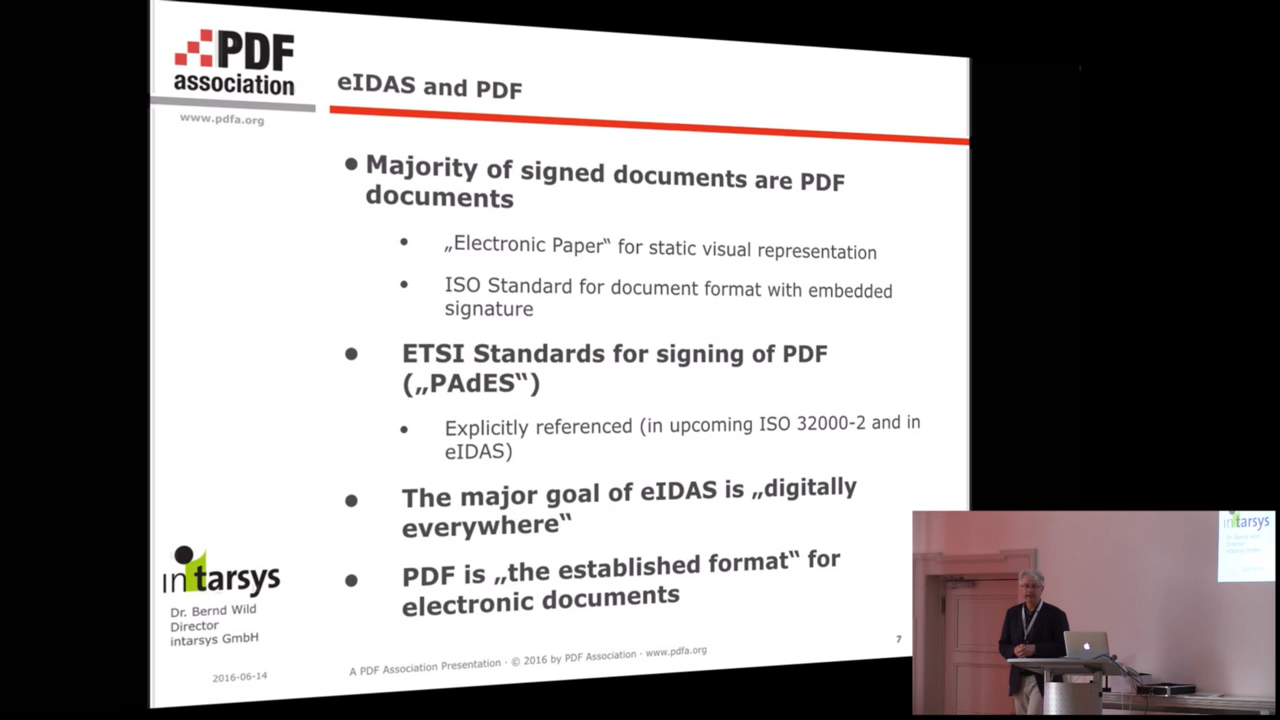 PDF
association
www.pdfa.org
eIDAS and PDF
• Majority of signed documents are PDF
documents
• „Electronic Paper“ for static visual representation
• ISO Standard for document format with embedded
signature
• ETSI Standards for signing of PDF
(„PAdES“)
• Explicitly referenced (in upcoming ISO 32000-2 and in
eIDAS)
• The major goal of eIDAS is „digitally
everywhere“
• PDF is „the established format“ for
electronic documents
intarsys
Dr. Bernd Wild
Director
intarsys GmbH
2016-06-14
A PDF Association Presentation · © 2016 by PDF Association · www.pdfa.org
7
intarsys